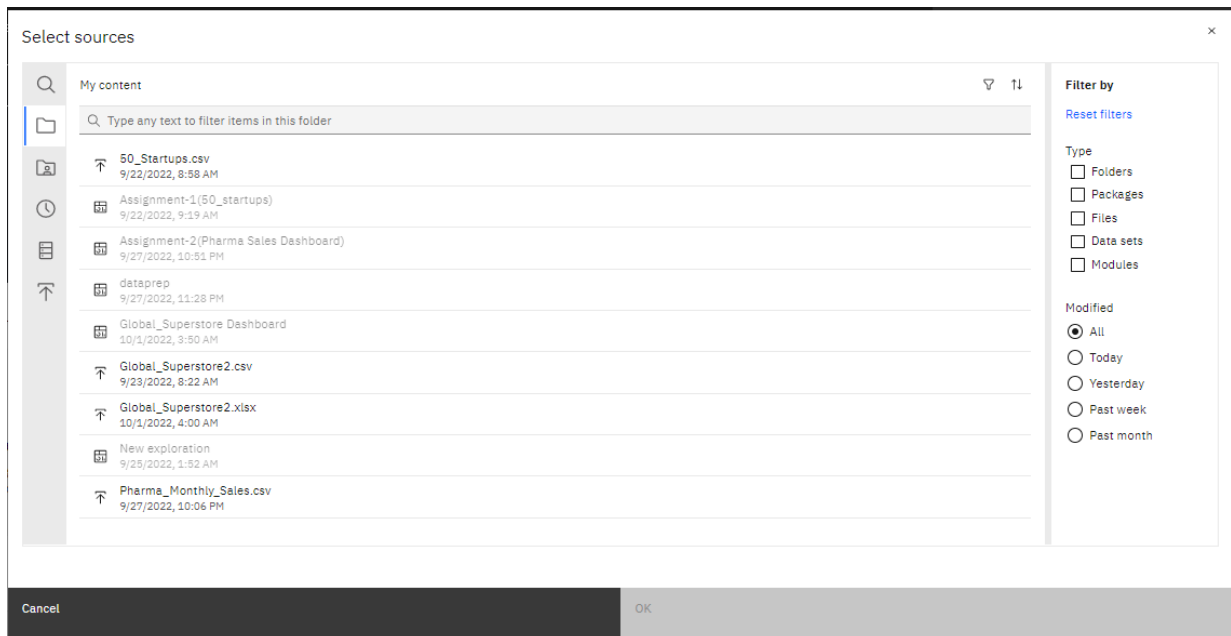 Select sources
My content
Type any text to filter items in this folder
50_Startups.csv
9/22/2022, 8:58 AM
Assignment-1(50_startups)
9/22/2022, 9:19 AM
Assignment-2(Pharma Sales Dashboard)
9/27/2022, 10:51 PM
dataprep
9/27/2022, 11:28 PM
Global_Superstore Dashboard
10/1/2022, 3:50 AM
Global_Superstore2.csv
9/23/2022, 8:22 AM
Global_Superstore2.xlsx
10/1/2022, 4:00 AM
New exploration
9/25/2022, 1:52 AM
Pharma_Monthly_Sales.csv
9/27/2022, 10:06 PM
Filter by
Reset filters
Type
Folders
Packages
Files
Data sets
Modules
Modified
All
Today
Yesterday
Past week
Past month
Cancel
OK